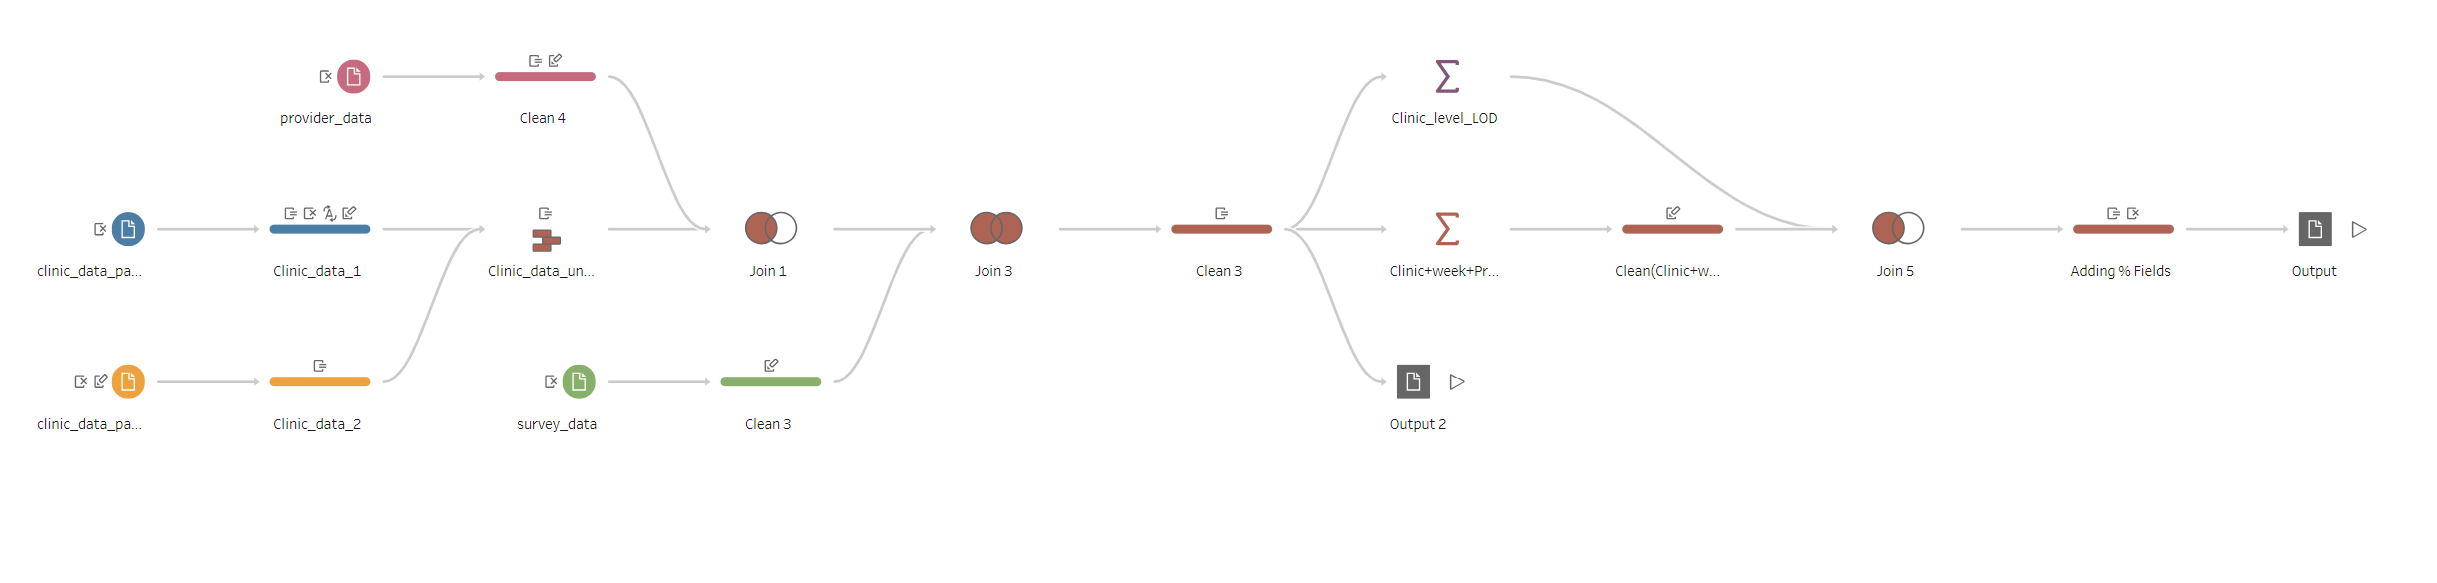 provider_data
Clean 4
Clinic_level_LOD
clinic_data_pa...
Clinic_data_1
Clinic_data_un...
Join 1
Join 3
Clean 3
Clinic+week+Pr...
Clean(Clinic+w...
Join 5
Adding % Fields
Output
clinic_data_pa...
Clinic_data_2
survey_data
Clean 3
Output 2